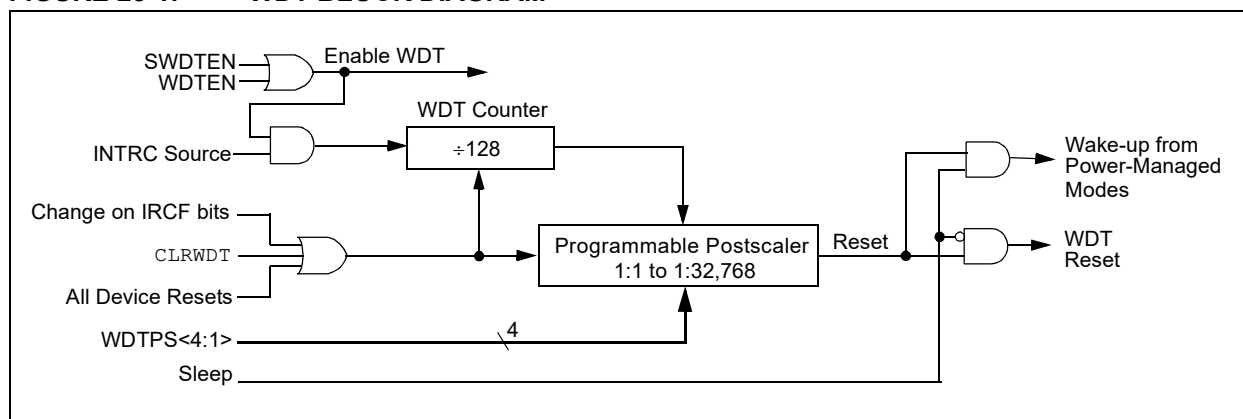 SWDTEN
WDTEN
Enable WDT
WDT Counter
÷128
INTRC Source
Wake-up from
Power-Managed
Modes
Change on IRCF bits
CLRWDT
All Device Resets
Programmable Postscaler
1:1 to 1:32,768
Reset
WDT
Reset
WDTPS<4:1>
4
Sleep